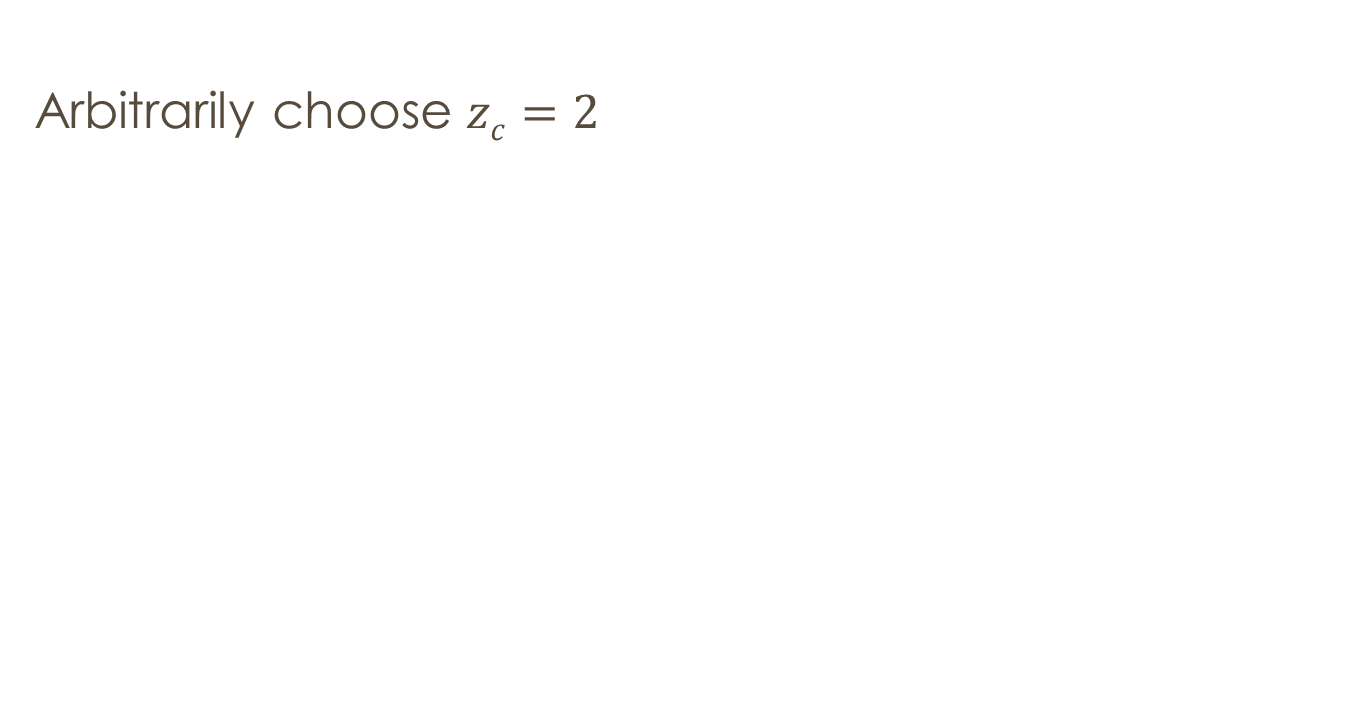 Arbitrarily choose $z_c = 2$